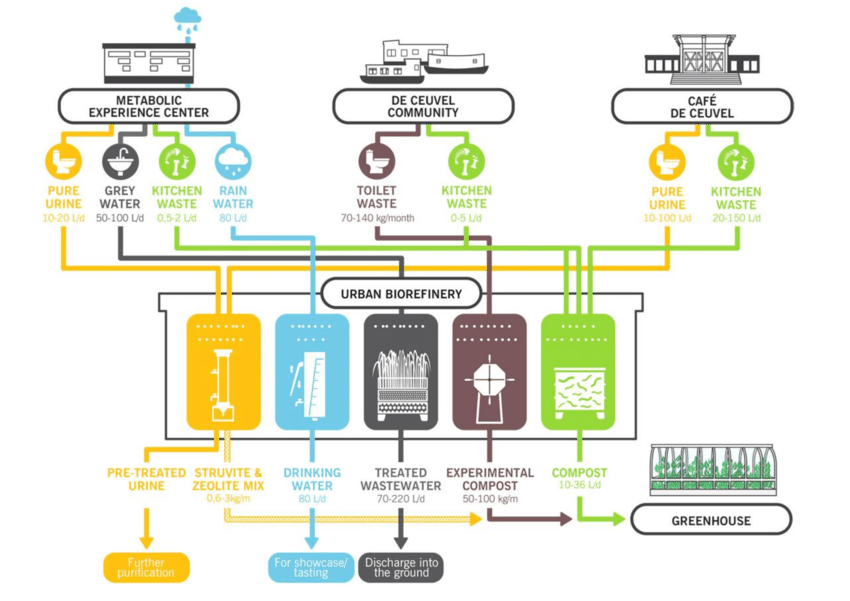 METABOLIC
EXPERIENCE CENTER
DE CEUVEL
COMMUNITY
CAFÉ
DE CEUVEL
PURE
URINE
10-20 L/d
GREY
WATER
50-100 L/d
KITCHEN
WASTE
0,5-2 L/d
RAIN
WATER
80 L/d
TOILET
WASTE
70-140 kg/month
KITCHEN
WASTE
0-5 L/d
PURE
URINE
10-100 L/d
KITCHEN
WASTE
20-150 L/d
URBAN BIOREFINERY
PRE-TREATED
URINE
STRUVITE &
ZEOLITE MIX
0,6-3kg/m
DRINKING
WATER
80 L/d
TREATED
WASTEWATER
70-220 L/d
EXPERIMENTAL
COMPOST
50-100 kg/m
COMPOST
10-36 L/d
GREENHOUSE
Further
purification
For showcase/
tasting
Discharge into
the ground